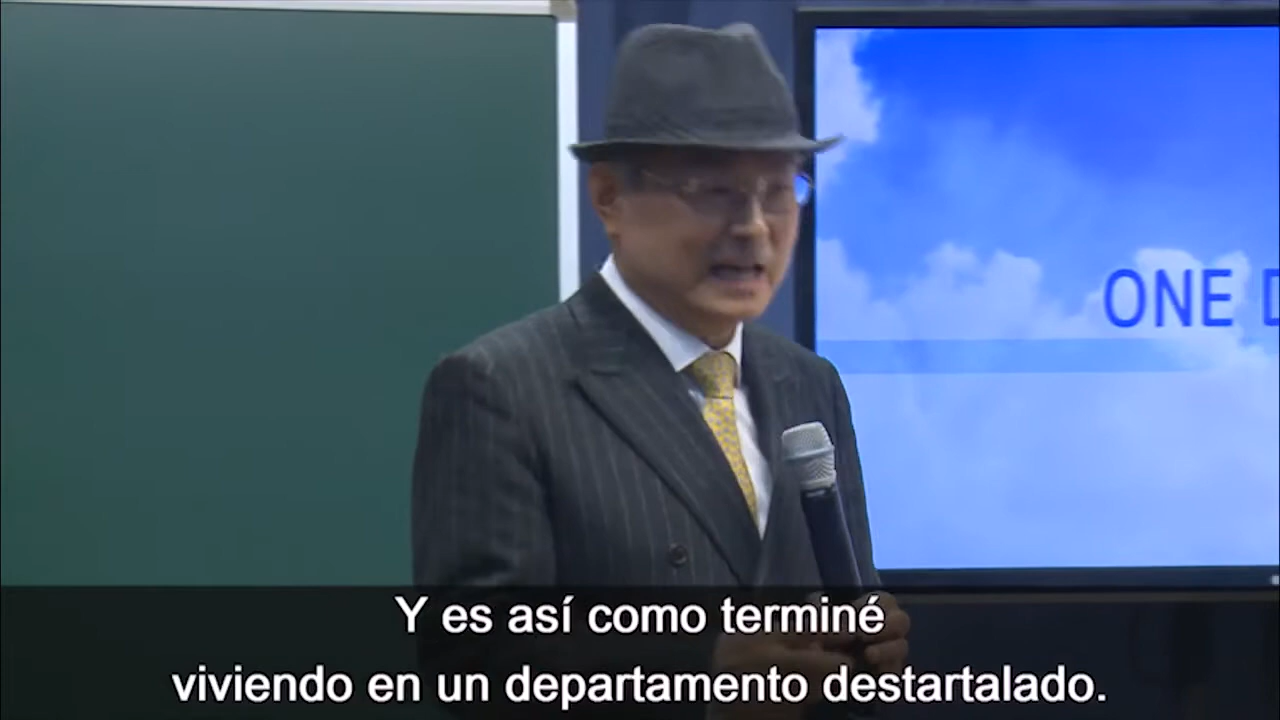 ONE
Y es así como terminé
viviendo en un departamento destartalado.